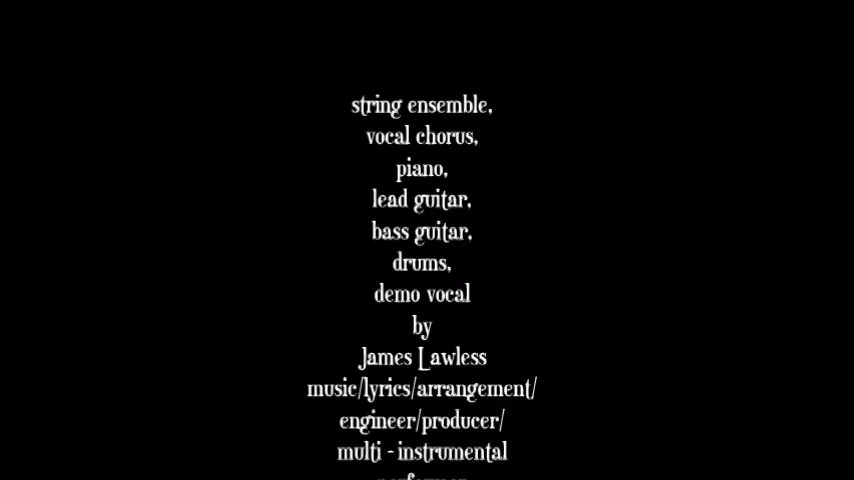 string ensemble,
vocal chorus,
piano,
lead guitar,
bass guitar,
drums,
demo vocal
by
James Lawless
music/lyrics/arrangement/
engineer/producer/
multi - instrumental